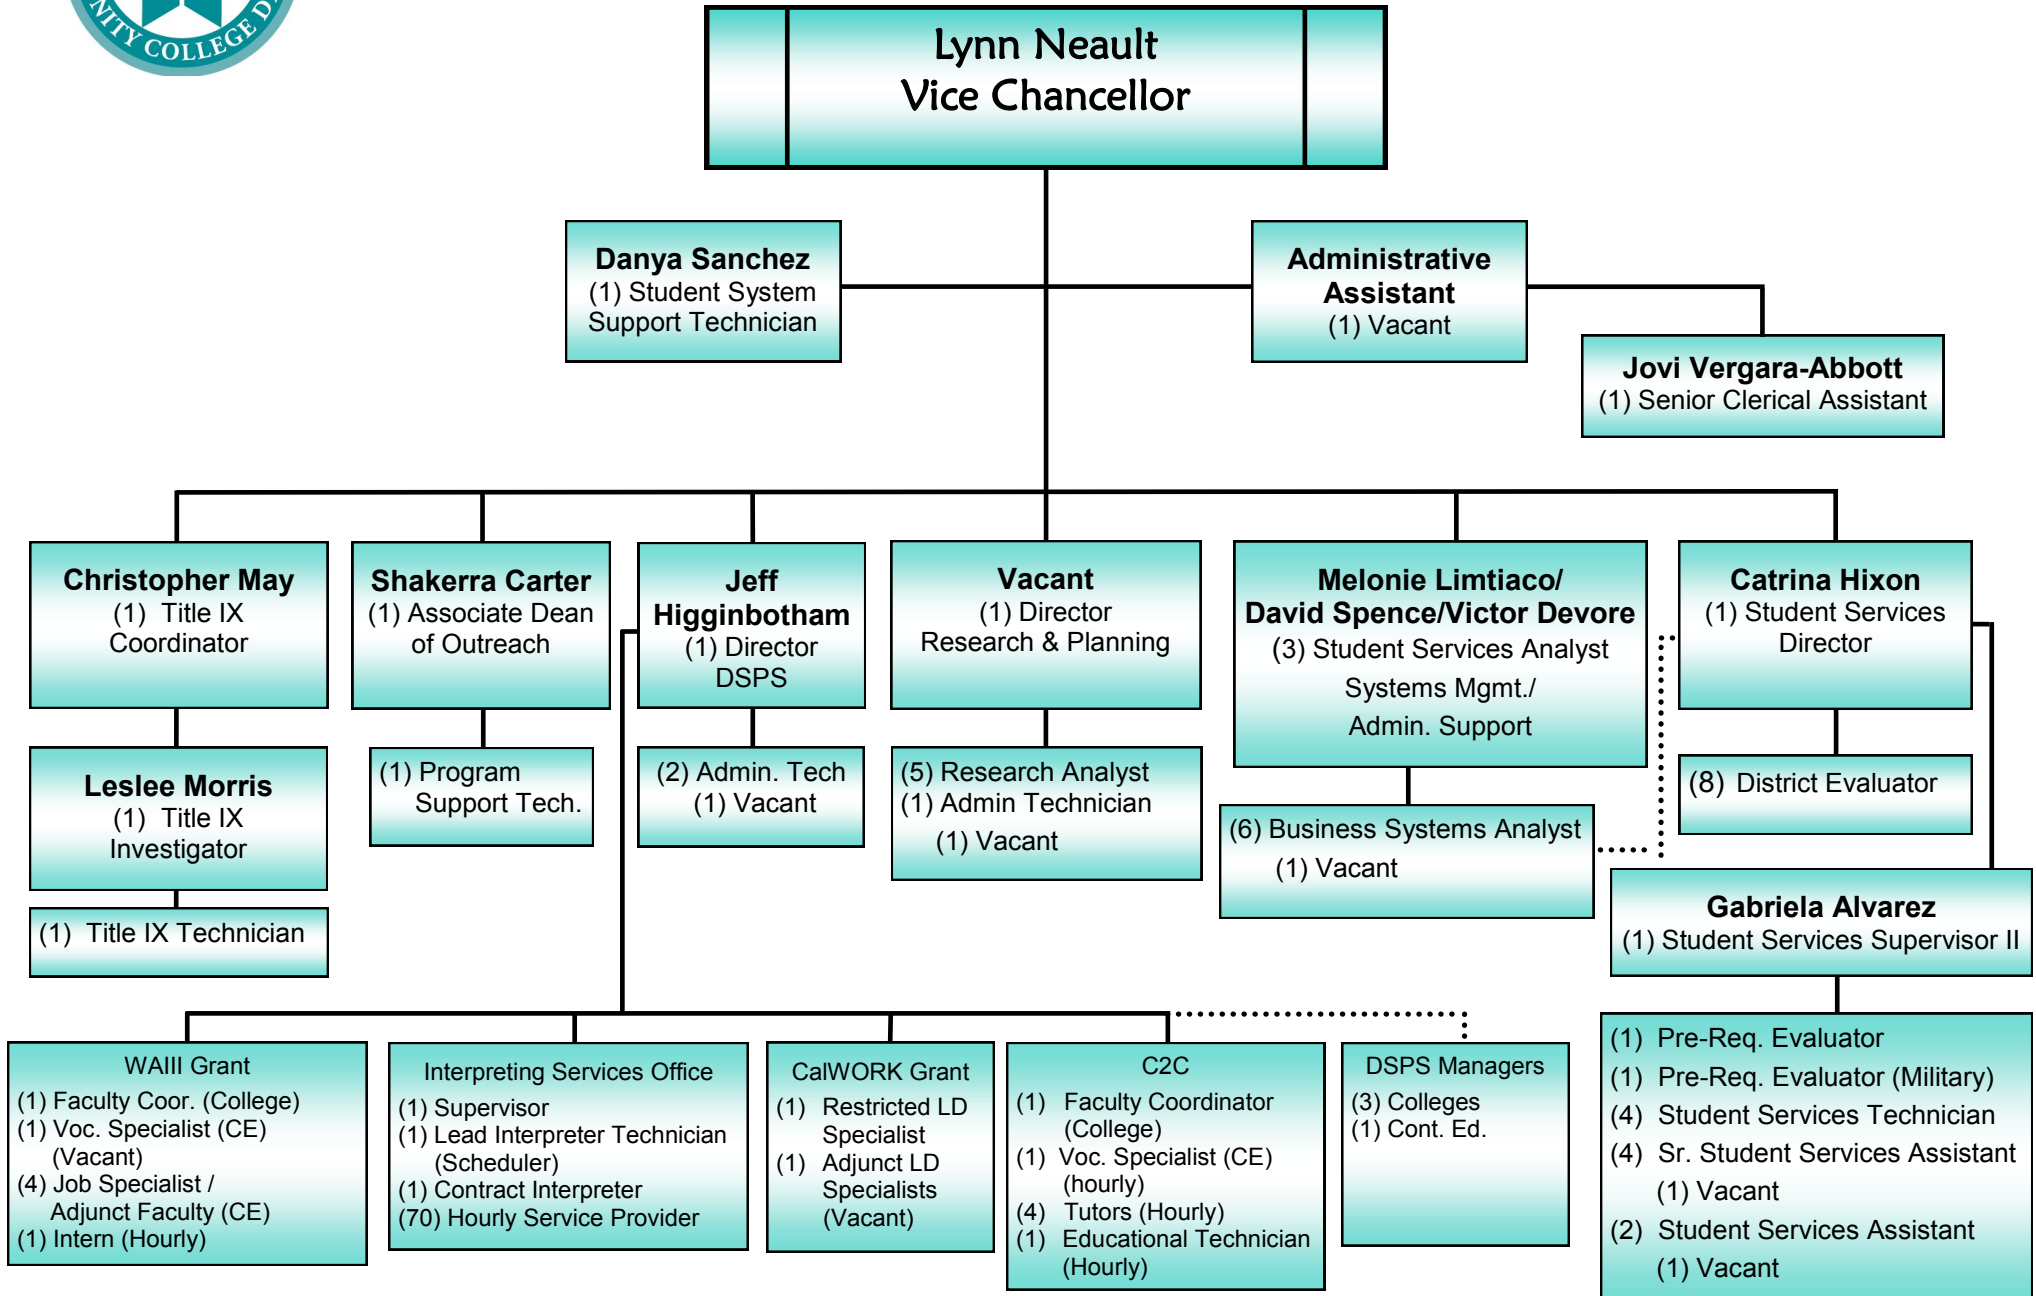 NITY COLLEGE D
Lynn Neault
Vice Chancellor
Danya Sanchez
(1) Student System
Support Technician
Administrative
Assistant
(1) Vacant
Jovi Vergara-Abbott
(1) Senior Clerical Assistant
Christopher May
(1) Title IX
Coordinator
Shakerra Carter
(1) Associate Dean
of Outreach
Jeff
Higginbotham
(1) Director
DSPS
Vacant
(1) Director
Research & Planning
Melonie Limtiaco/
David Spence/Victor Devore
(3) Student Services Analyst
Systems Mgmt./
Admin. Support
Catrina Hixon
(1) Student Services
Director
Leslee Morris
(1) Title IX
Investigator
(1) Program
Support Tech.
(2) Admin. Tech
(1) Vacant
(5) Research Analyst
(1) Admin Technician
(1) Vacant
(6) Business Systems Analyst
(1) Vacant
(8) District Evaluator
(1) Title IX Technician
Gabriela Alvarez
(1) Student Services Supervisor II
WAIII Grant
(1) Faculty Coor. (College)
(1) Voc. Specialist (CE)
(Vacant)
(4) Job Specialist /
Adjunct Faculty (CE)
(1) Intern (Hourly)
Interpreting Services Office
(1) Supervisor
(1) Lead Interpreter Technician
(Scheduler)
(1) Contract Interpreter
(70) Hourly Service Provider
CalWORK Grant
(1) Restricted LD
Specialist
(1) Adjunct LD
Specialists
(Vacant)
C2C
(1) Faculty Coordinator
(College)
(1) Voc. Specialist (CE)
(hourly)
(4) Tutors (Hourly)
(1) Educational Technician
(Hourly)
DSPS Managers
(3) Colleges
(1) Cont. Ed.
(1) Pre-Req. Evaluator
(1) Pre-Req. Evaluator (Military)
(4) Student Services Technician
(4) Sr. Student Services Assistant
(1) Vacant
(2) Student Services Assistant
(1) Vacant